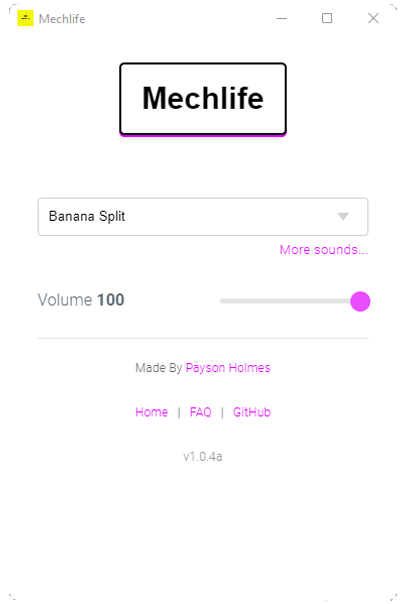 Mechlife
Mechlife
Banana Split
More sounds...
Volume 100
Made By Payson Holmes
Home | FAQ | GitHub
v1.0.4a